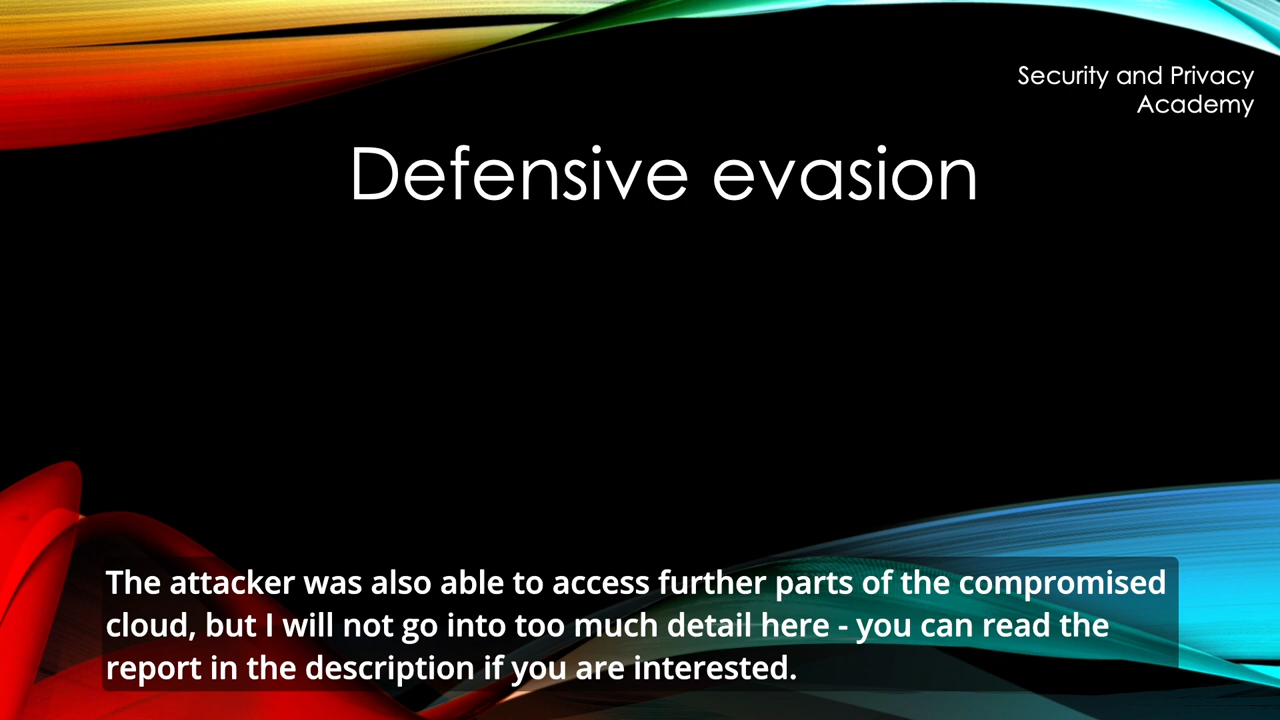 Security and Privacy
Academy
Defensive evasion
The attacker was also able to access further parts of the compromised
cloud, but I will not go into too much detail here - you can read the
report in the description if you are interested.